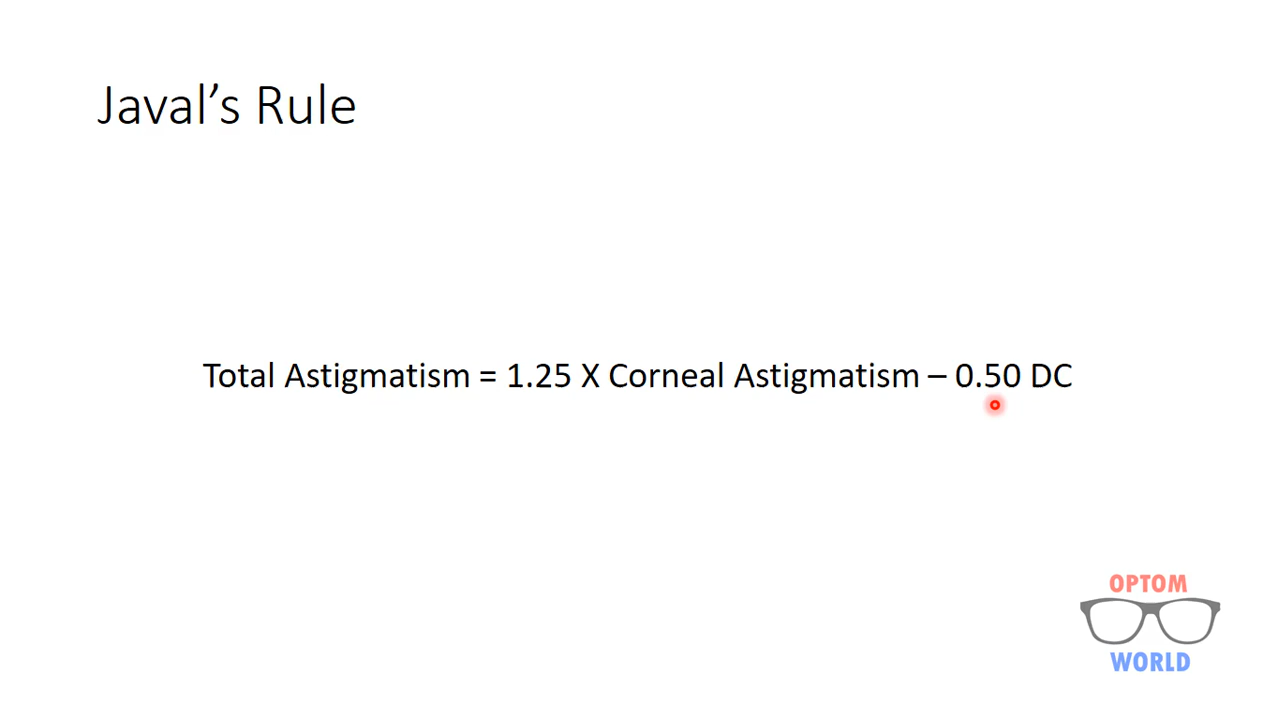 Javal’s Rule
Total Astigmatism = 1.25 X Corneal Astigmatism – 0.50 DC
OPTOM
WORLD